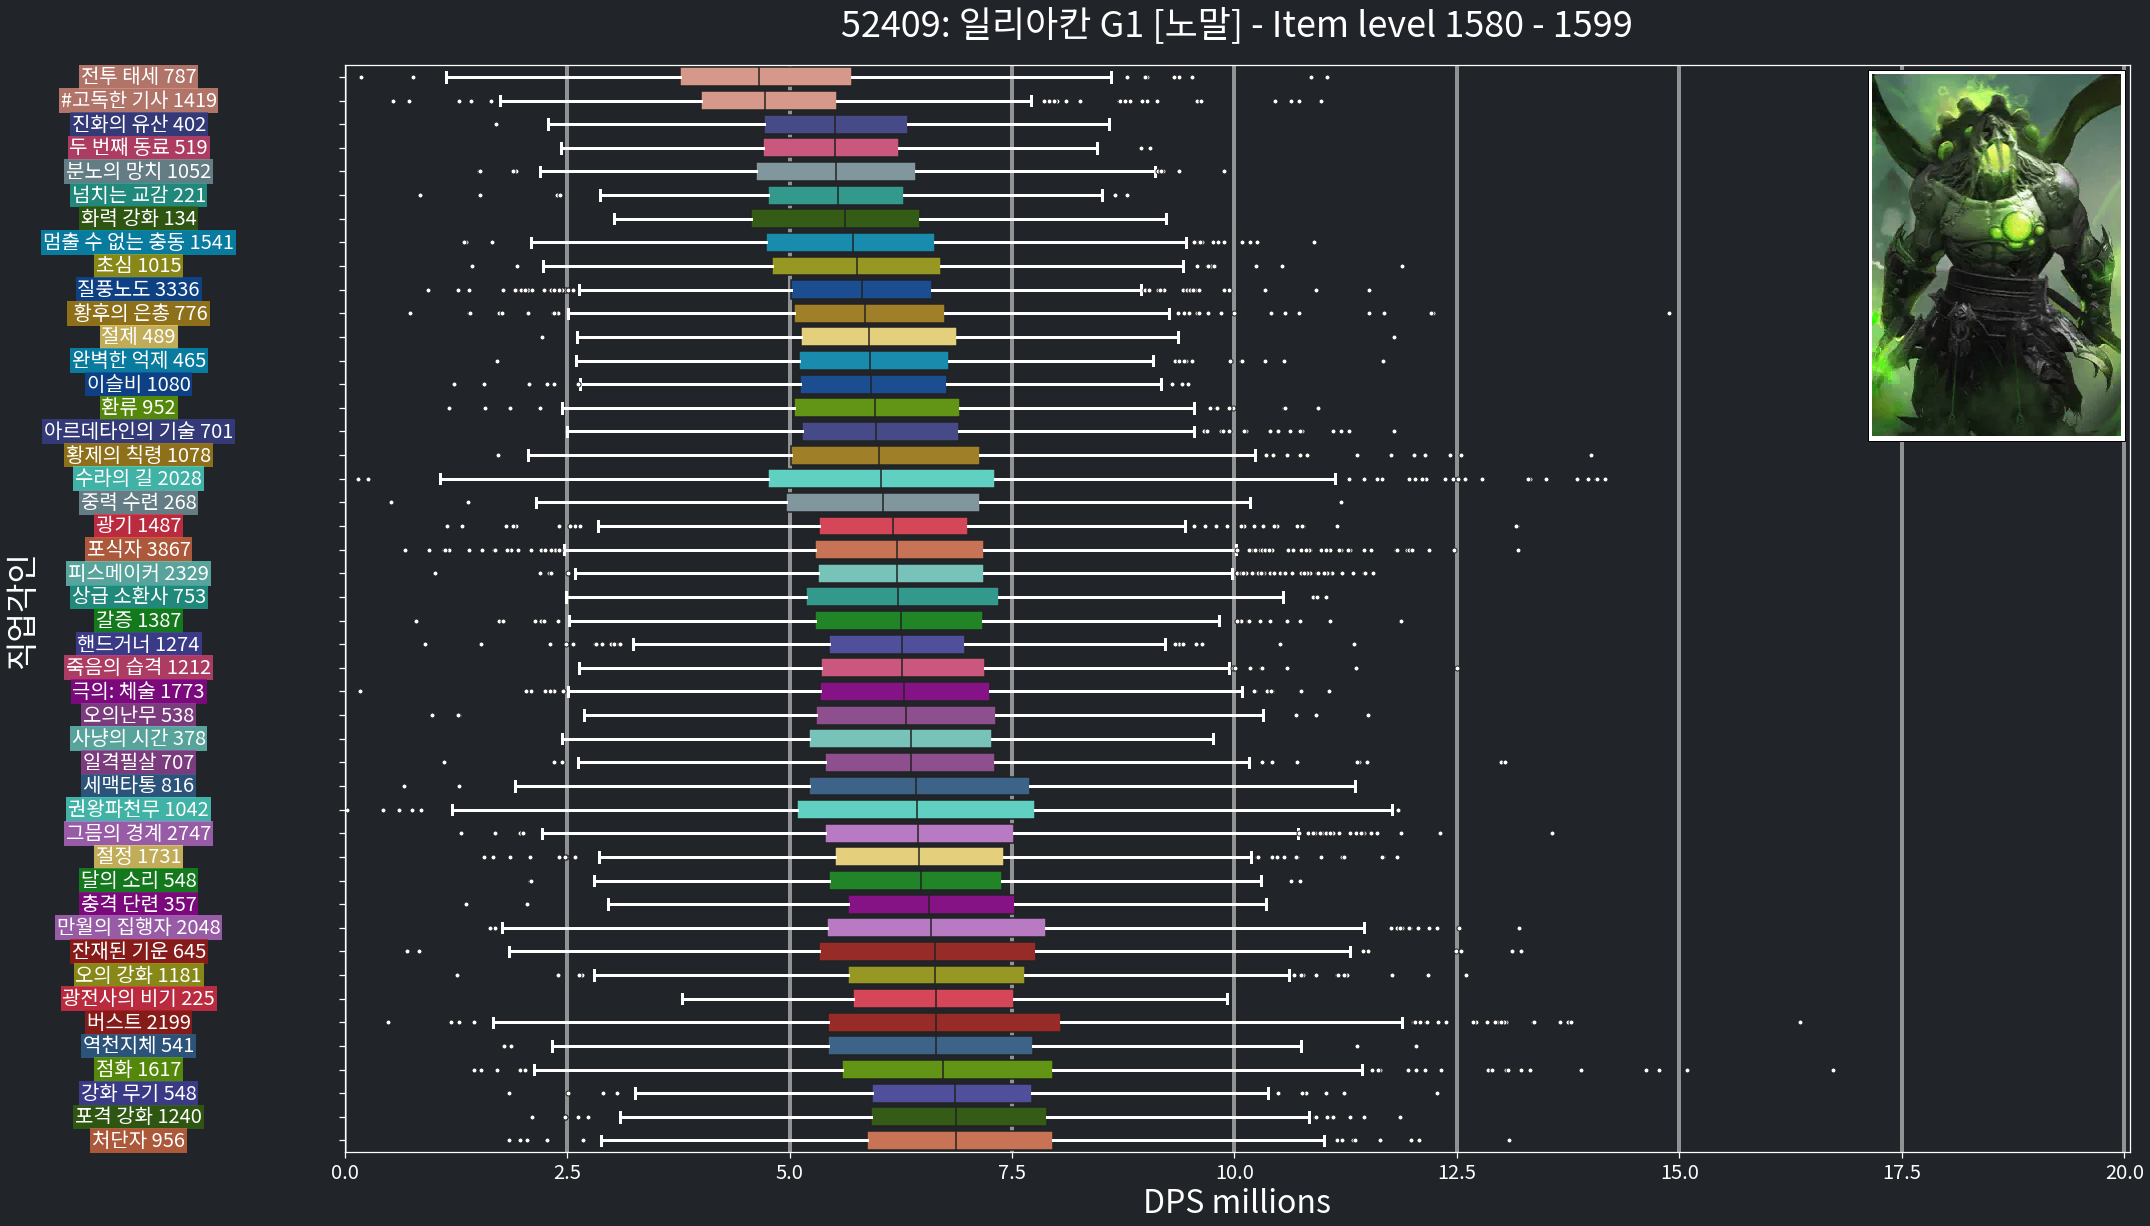 52409: 일리아칸 G1 [노말] - Item level 1580 - 1599
전투 태세 787
#고독한 기사 1419
진화의 유산 402
두 번째 동료 519
분노의 망치 1052
넘치는 교감 221
화력 강화 134
멈출 수 없는 충동 1541
초심 1015
질풍노도 3336
황후의 은총 776
절제 489
완벽한 억제 465
이슬비 1080
환류 952
아르데타인의 기술 701
황제의 칙령 1078
수라의 길 2028
중력 수련 268
광기 1487
포식자 3867
피스메이커 2329
상급 소환사 753
갈증 1387
핸드거너 1274
죽음의 습격 1212
극의: 체술 1773
오의난무 538
사냥의 시간 378
일격필살 707
세맥타통 816
권왕파천무 1042
그믐의 경계 2747
절정 1731
달의 소리 548
충격 단련 357
만월의 집행자 2048
잔재된 기운 645
오의 강화 1181
광전사의 비기 225
버스트 2199
역천지체 541
점화 1617
강화 무기 548
포격 강화 1240
처단자 956
직업각인
0.0 2.5 5.0 7.5 10.0 12.5 15.0 17.5 20.0
DPS millions